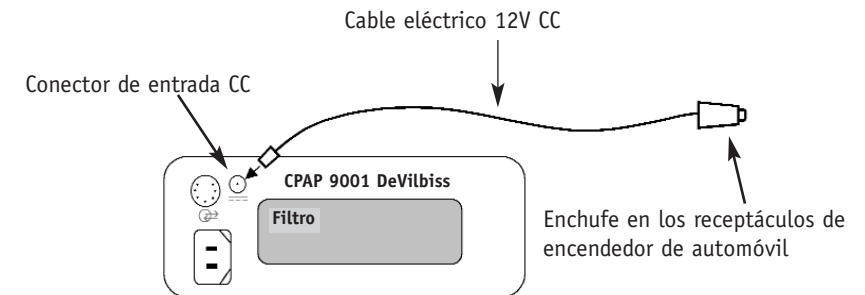 Cable eléctrico 12V CC
Conector de entrada CC
CPAP 9001 DeVilbiss
Filtro
Enchufe en los receptáculos de
encendedor de automóvil